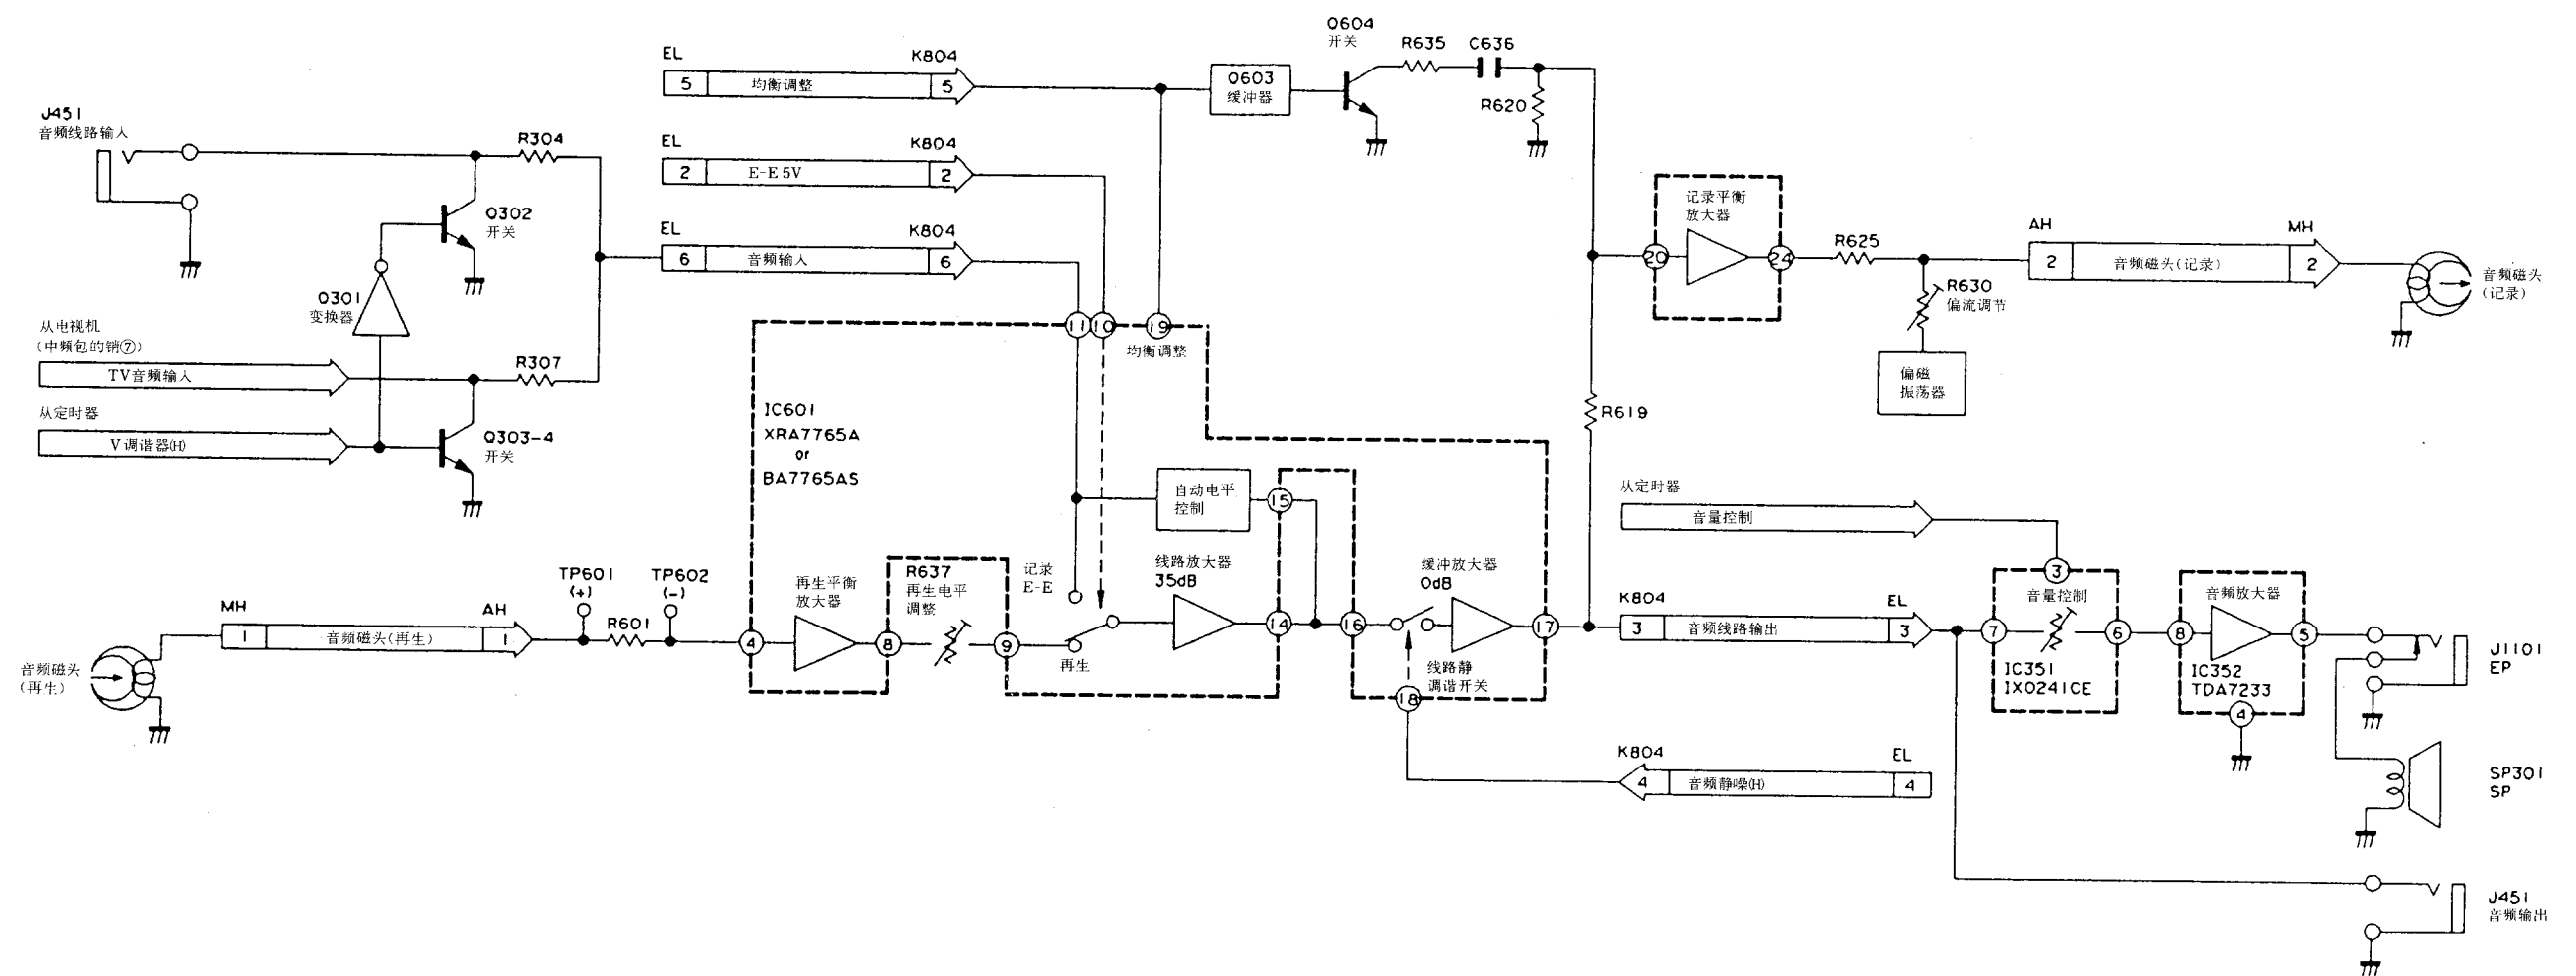 Q604
开关
R635
C636
R620
EL
K804
5
均衡调整
5
Q603
缓冲器
J451
音频线路输入
R304
EL
K804
2
E-E 5V
2
Q302
开关
EL
K804
6
音频输入
6
Q301
变换器
从电视机
(中频包的销⑦)
TV音频输入
R307
从定时器
V调谐器(H)
Q303-4
开关
记录平衡
放大器
20
24
R625
R630
偏流调节
偏磁
振荡器
AH
MH
2
音频磁头(记录)
2
音频磁头
(记录)
11
10
19
均衡调整
IC601
XRA7765A
or
BA7765AS
自动电平
控制
15
R619
从定时器
音量控制
MH
AH
1
音频磁头(再生)
1
音频磁头
(再生)
TP601
(+)
TP602
(-)
R601
4
再生平衡
放大器
8
R637
再生电平
调整
9
记录
E-E
再生
线路放大器
35dB
14
16
缓冲放大器
0dB
线路静
调谐开关
17
18
K804
EL
3
音频线路输出
3
K804
EL
4
音频静噪(H)
4
3
音量控制
7
6
IC351
IX0241CE
音频放大器
8
5
IC352
TDA7233
4
J1101
EP
SP301
SP
J451
音频输出